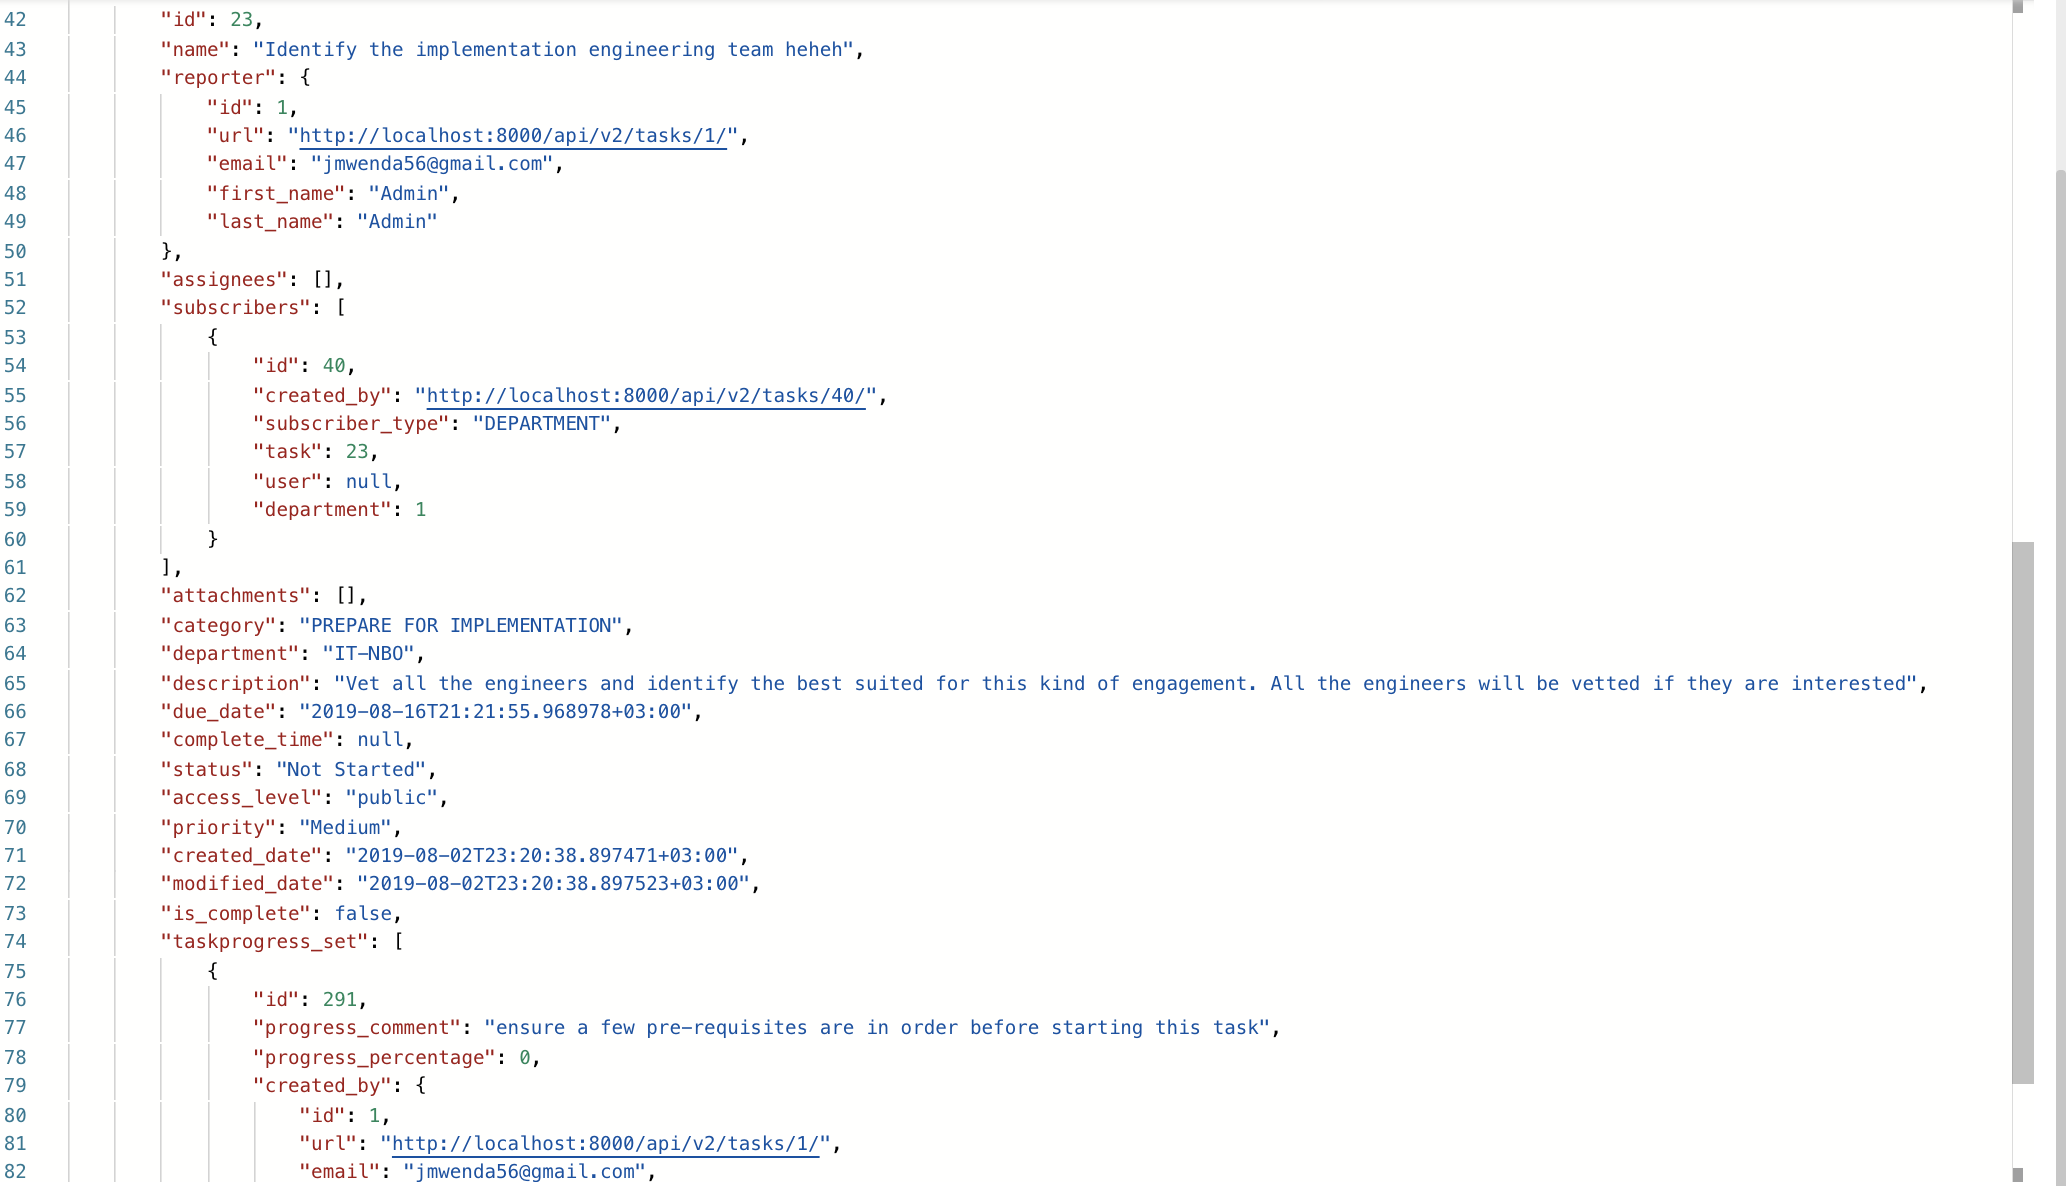 42 "id": 23,
43 "name": "Identify the implementation engineering team heheh",
44 "reporter": {
45 "id": 1,
46 "url": "http://localhost:8000/api/v2/tasks/1/",
47 "email": "jmwenda56@gmail.com",
48 "first_name": "Admin",
49 "last_name": "Admin"
50 },
51 "assignees": [],
52 "subscribers": [
53 {
54 "id": 40,
55 "created_by": "http://localhost:8000/api/v2/tasks/40/",
56 "subscriber_type": "DEPARTMENT",
57 "task": 23,
58 "user": null,
59 "department": 1
60 }
61 ],
62 "attachments": [],
63 "category": "PREPARE FOR IMPLEMENTATION",
64 "department": "IT-NBO",
65 "description": "Vet all the engineers and identify the best suited for this kind of engagement. All the engineers will be vetted if they are interested",
66 "due_date": "2019-08-16T21:21:55.968978+03:00",
67 "complete_time": null,
68 "status": "Not Started",
69 "access_level": "public",
70 "priority": "Medium",
71 "created_date": "2019-08-02T23:20:38.897471+03:00",
72 "modified_date": "2019-08-02T23:20:38.897523+03:00",
73 "is_complete": false,
74 "taskprogress_set": [
75 {
76 "id": 291,
77 "progress_comment": "ensure a few pre-requisites are in order before starting this task",
78 "progress_percentage": 0,
79 "created_by": {
80 "id": 1,
81 "url": "http://localhost:8000/api/v2/tasks/1/",
82 "email": "jmwenda56@gmail.com",